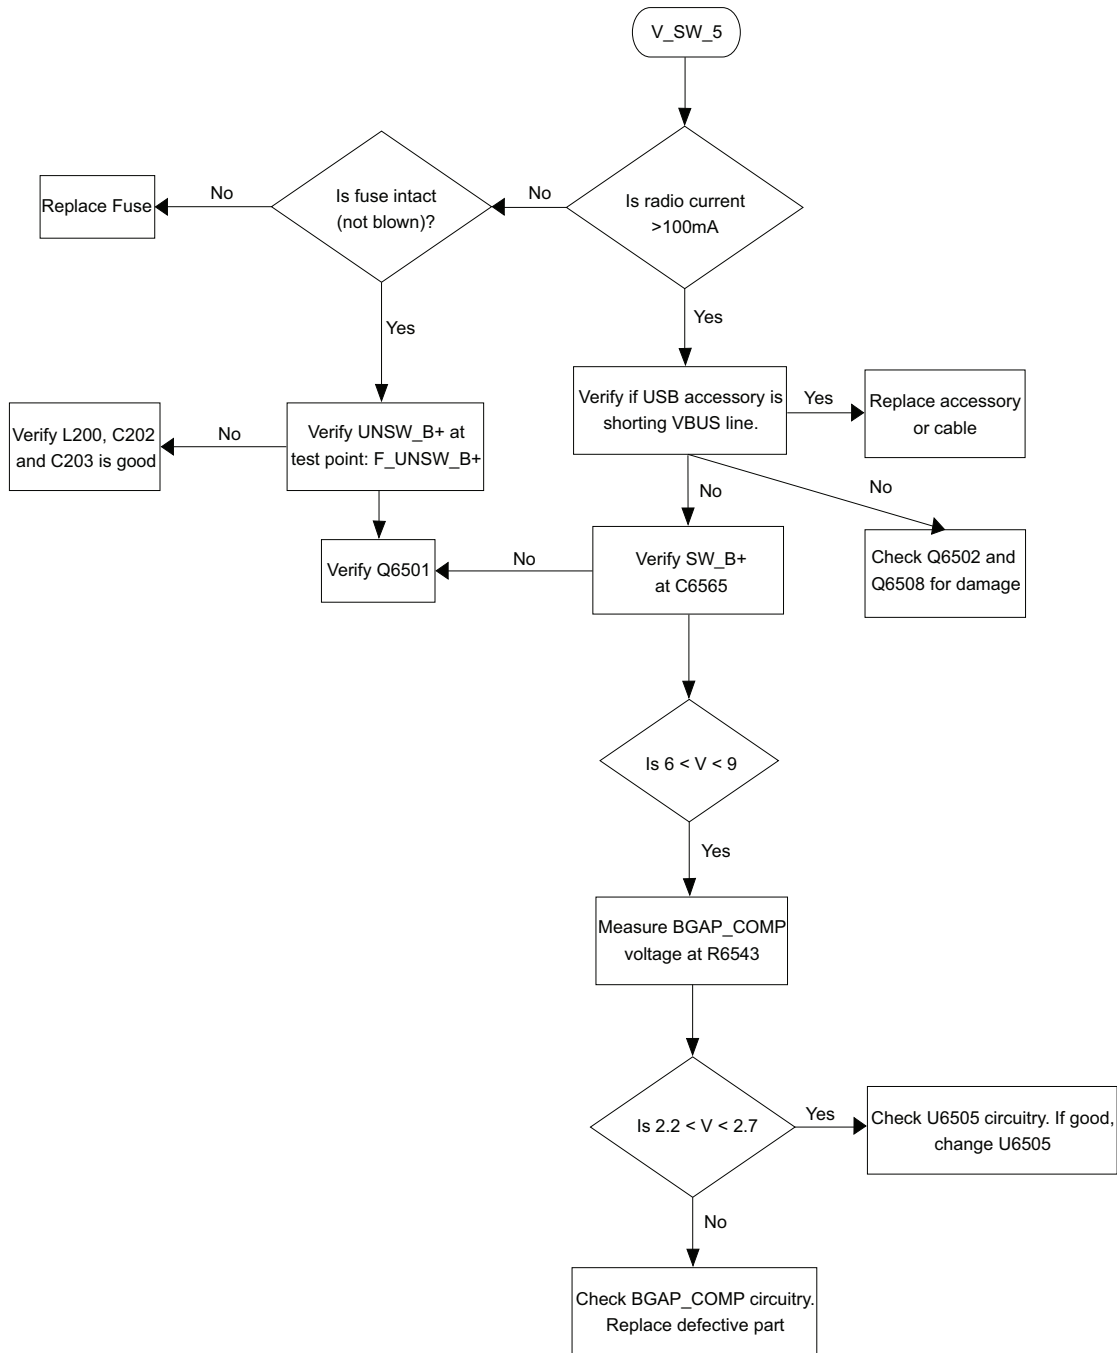 V_SW_5
Is radio current
>100mA
No
Is fuse intact
(not blown)?
No
Replace Fuse
Yes
Yes
Verify if USB accessory is
shorting VBUS line.
Yes
Replace accessory
or cable
Verify UNSW_B+ at
test point: F_UNSW_B+
No
Verify L200, C202
and C203 is good
No
No
Check Q6502 and
Q6508 for damage
Verify SW_B+
at C6565
No
Verify Q6501
Is 6 < V < 9
Yes
Measure BGAP_COMP
voltage at R6543
Is 2.2 < V < 2.7
Yes
Check U6505 circuitry. If good,
change U6505
No
Check BGAP_COMP circuitry.
Replace defective part